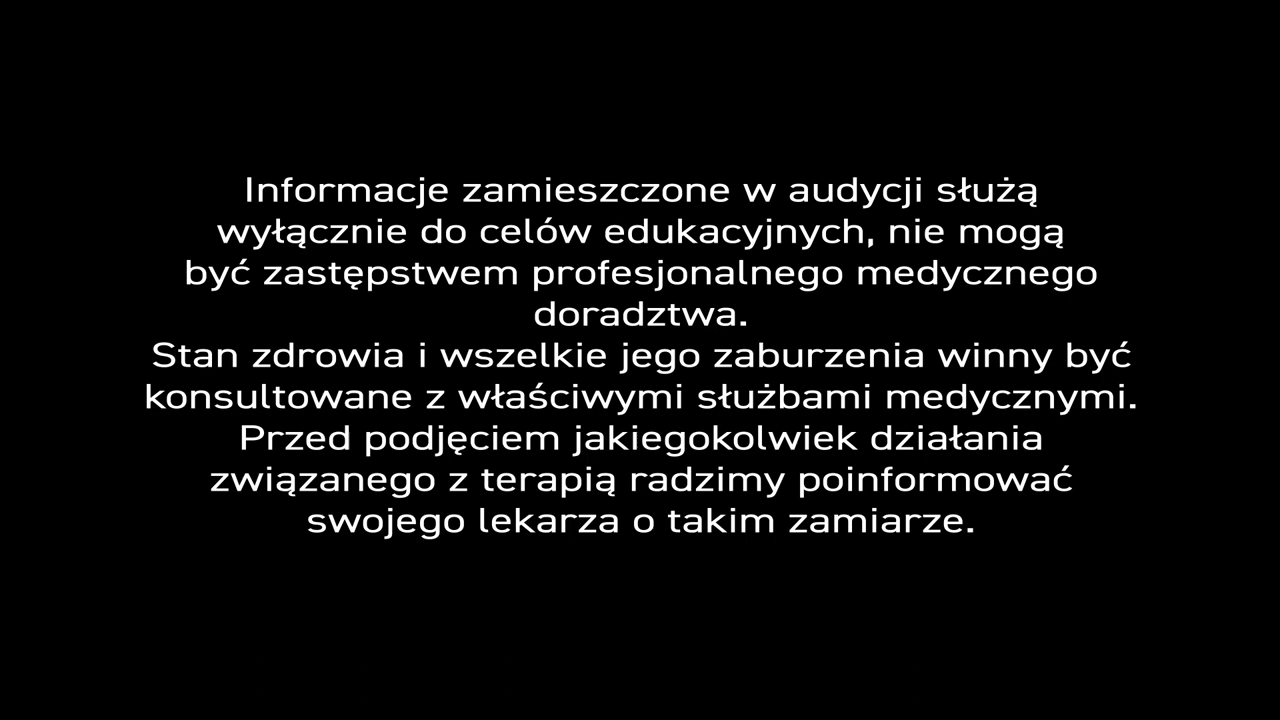 Informacje zamieszczone w audycji służą
wyłącznie do celów edukacyjnych, nie mogą
być zastępstwem profesjonalnego medycznego
doradztwa.
Stan zdrowia i wszelkie jego zaburzenia winny być
konsultowane z właściwymi służbami medycznymi.
Przed podjęciem jakiegokolwiek działania
związanego z terapią radzimy poinformować
swojego lekarza o takim zamiarze.